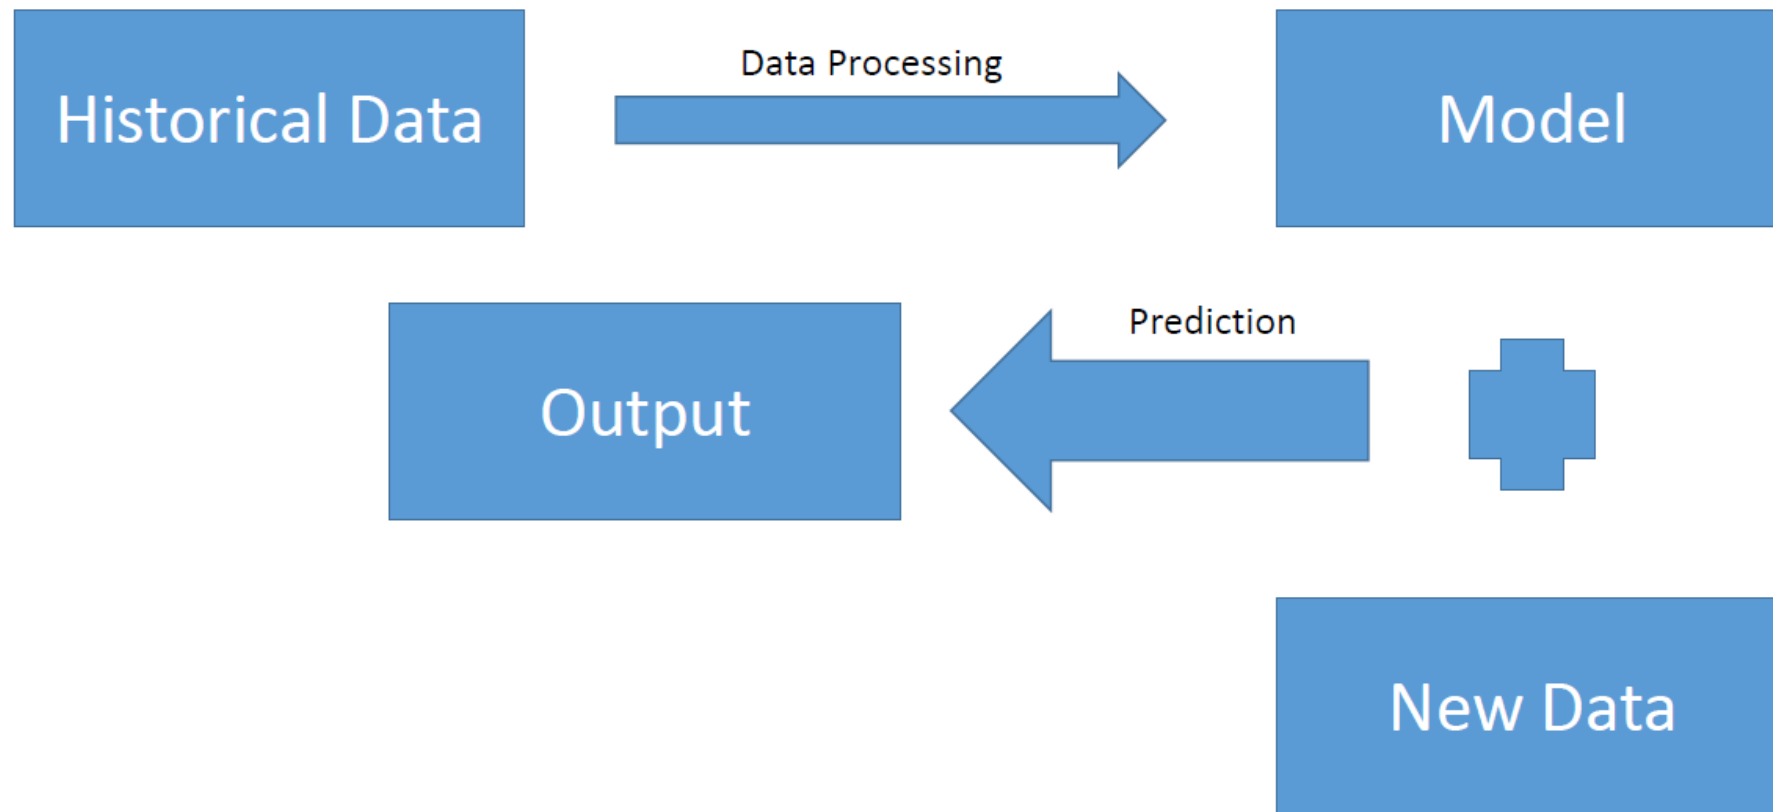 Historical Data
Data Processing
Model
Output
Prediction
New Data